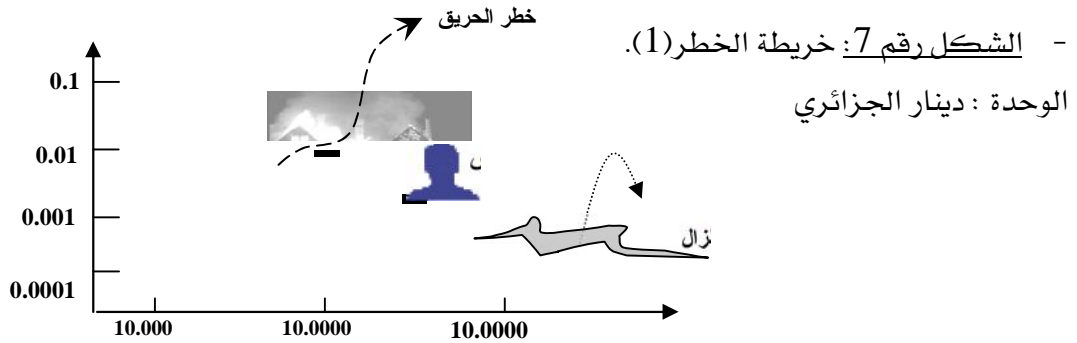 - الشكل رقم 7: خريطة الخطر(1).
الوحدة : دينار الجزائري
خطر الحريق
0.1
0.01
0.001
0.0001
10.000
10.0000
10.0000